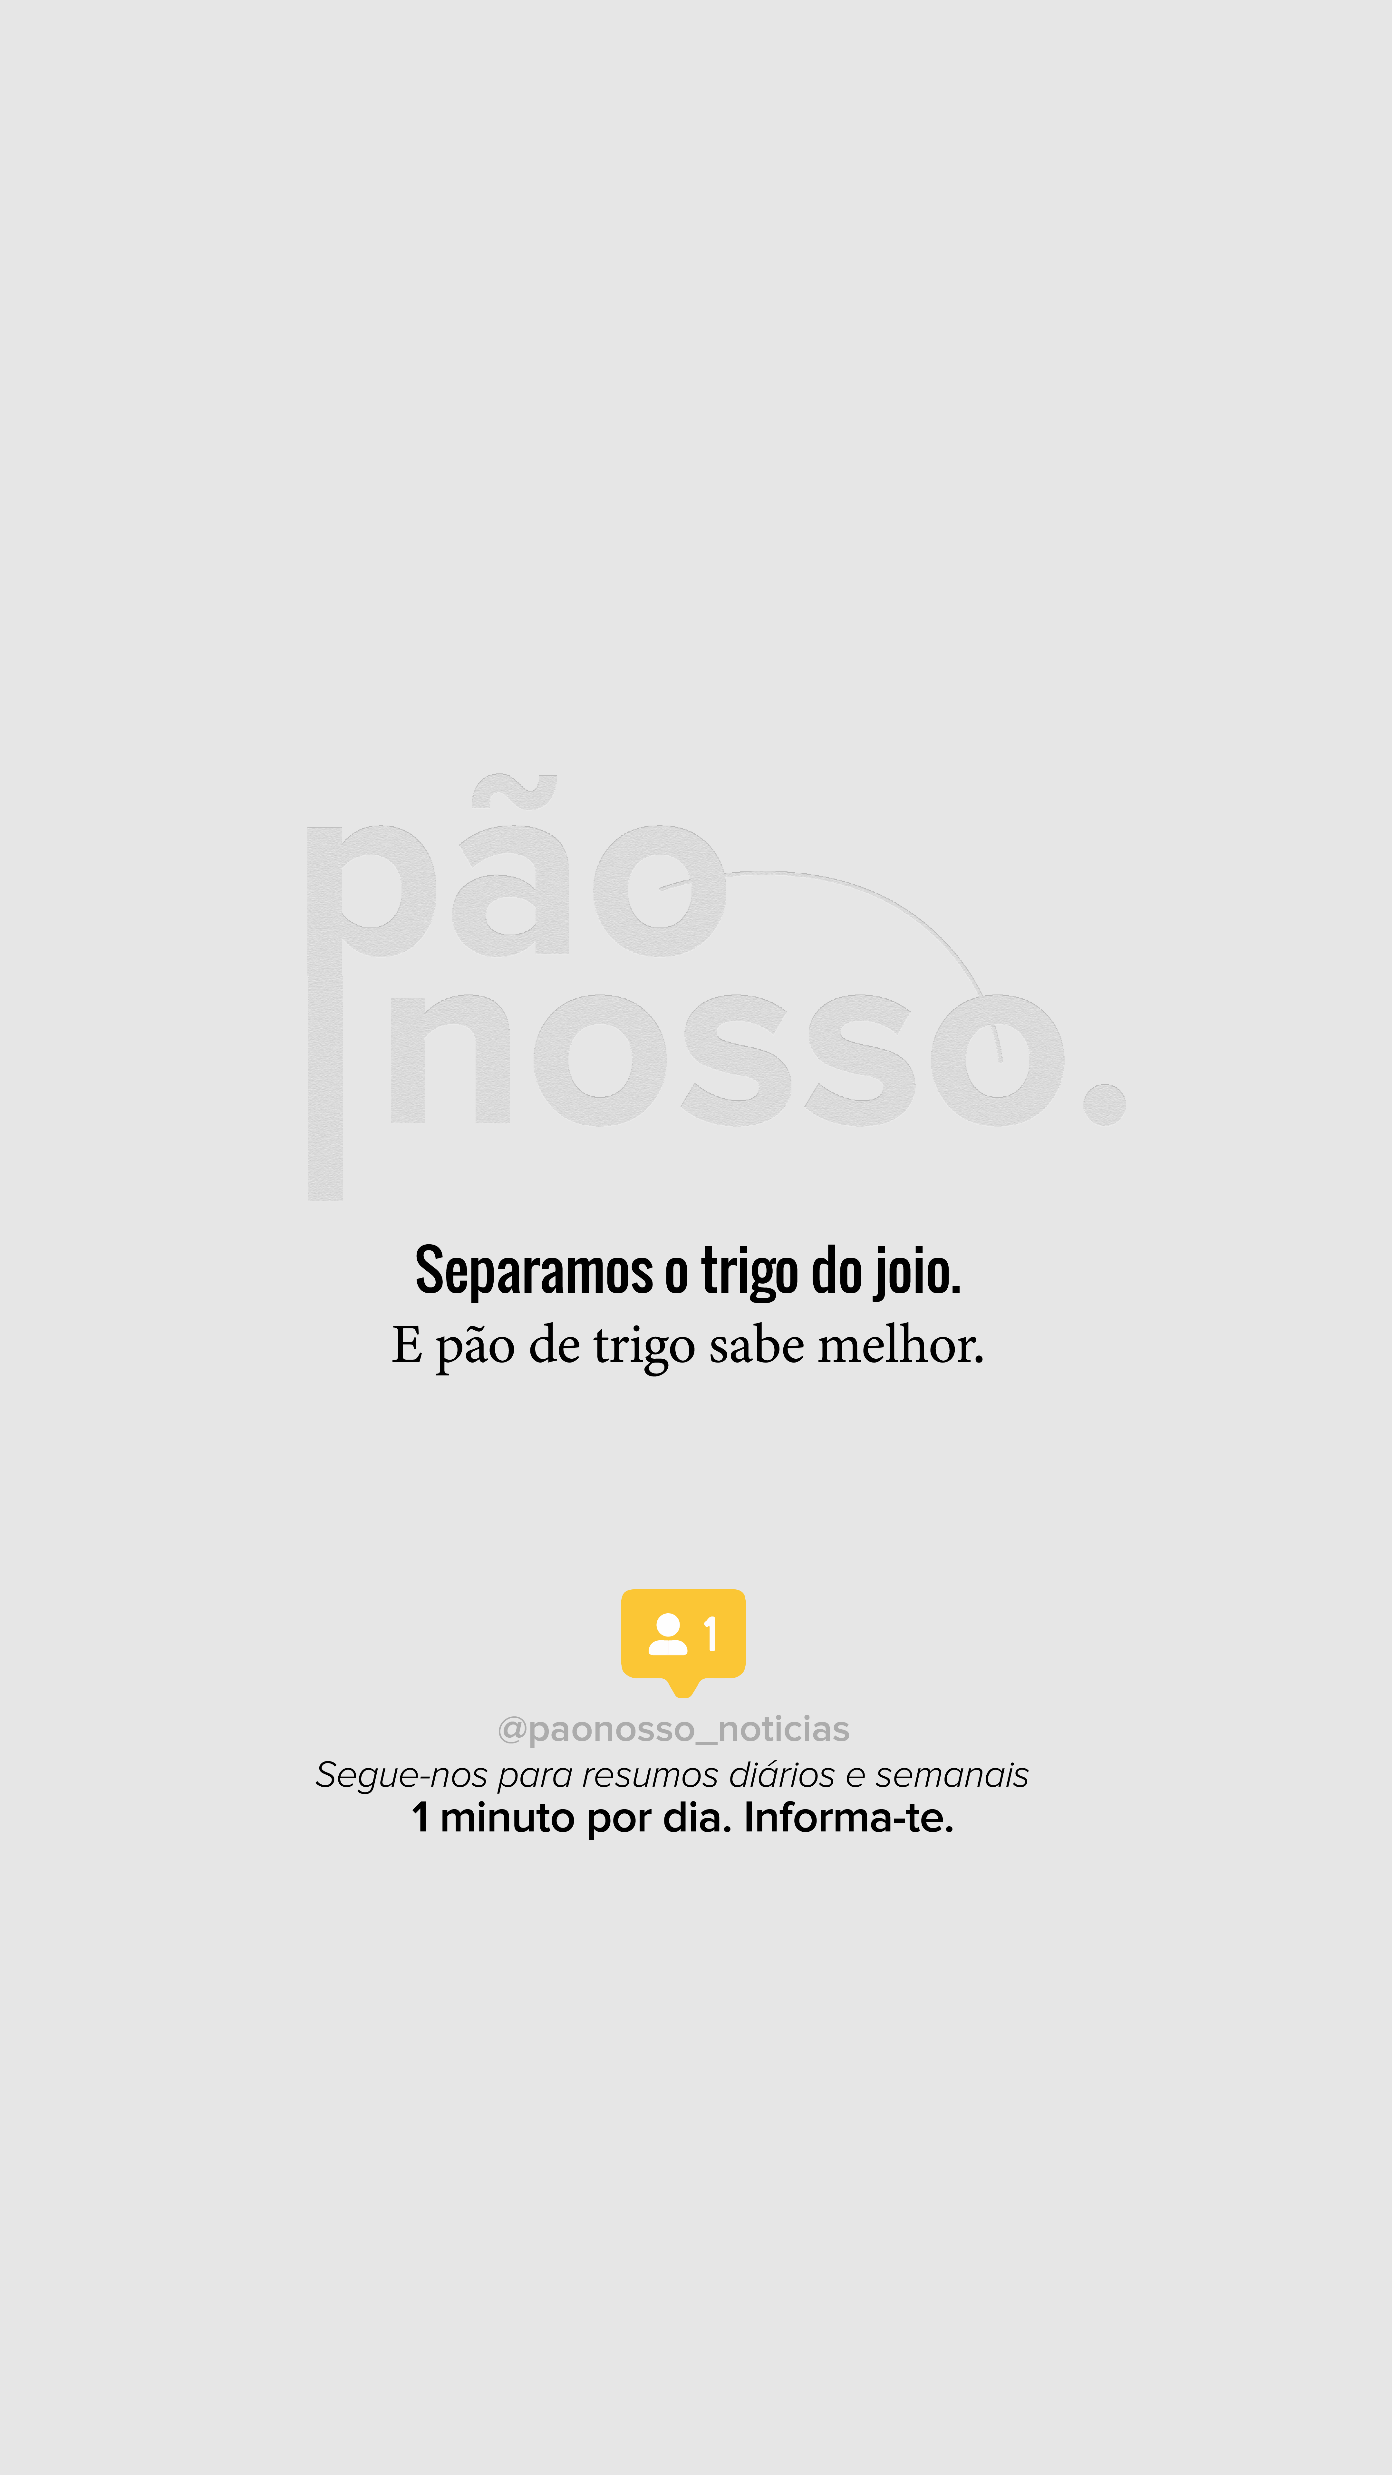 pão
nosso.
Separamos o trigo do joio.
E pão de trigo sabe melhor.
1
@paonosso_noticias
Segue-nos para resumos diários e semanais
1 minuto por dia. Informa-te.